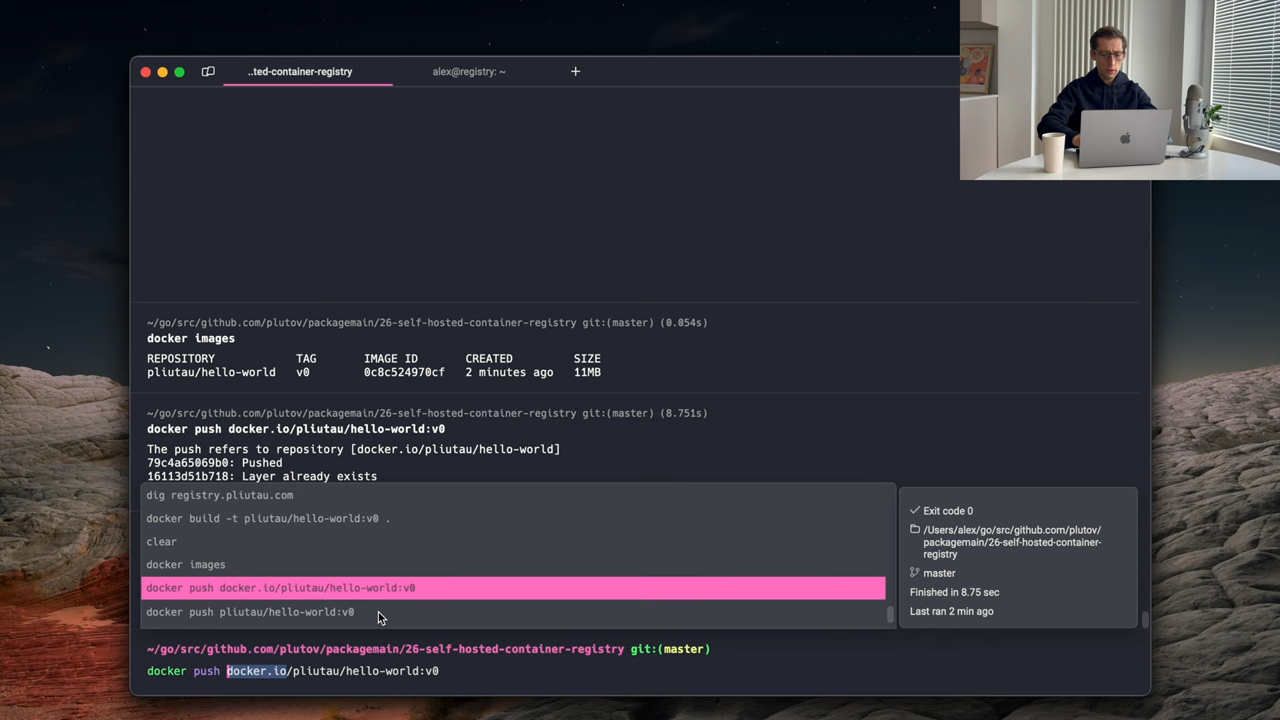 ..ted-container-registry
alex@registry: ~
~/go/src/github.com/plutov/packagemain/26-self-hosted-container-registry git:(master) (0.054s)
docker images
REPOSITORY TAG IMAGE ID CREATED SIZE
pliutau/hello-world v0 0c8c524970cf 2 minutes ago 11MB
~/go/src/github.com/plutov/packagemain/26-self-hosted-container-registry git:(master) (8.751s)
docker push docker.io/pliutau/hello-world:v0
The push refers to repository [docker.io/pliutau/hello-world]
79c4a65069b0: Pushed
16113d51b718: Layer already exists
dig registry.pliutau.com
docker build -t pliutau/hello-world:v0 .
clear
docker images
docker push docker.io/pliutau/hello-world:v0
docker push pliutau/hello-world:v0
Exit code 0
/Users/alex/go/src/github.com/plutov/
packagemain/26-self-hosted-container-
registry
master
Finished in 8.75 sec
Last ran 2 min ago
~/go/src/github.com/plutov/packagemain/26-self-hosted-container-registry git:(master)
docker push docker.io/pliutau/hello-world:v0